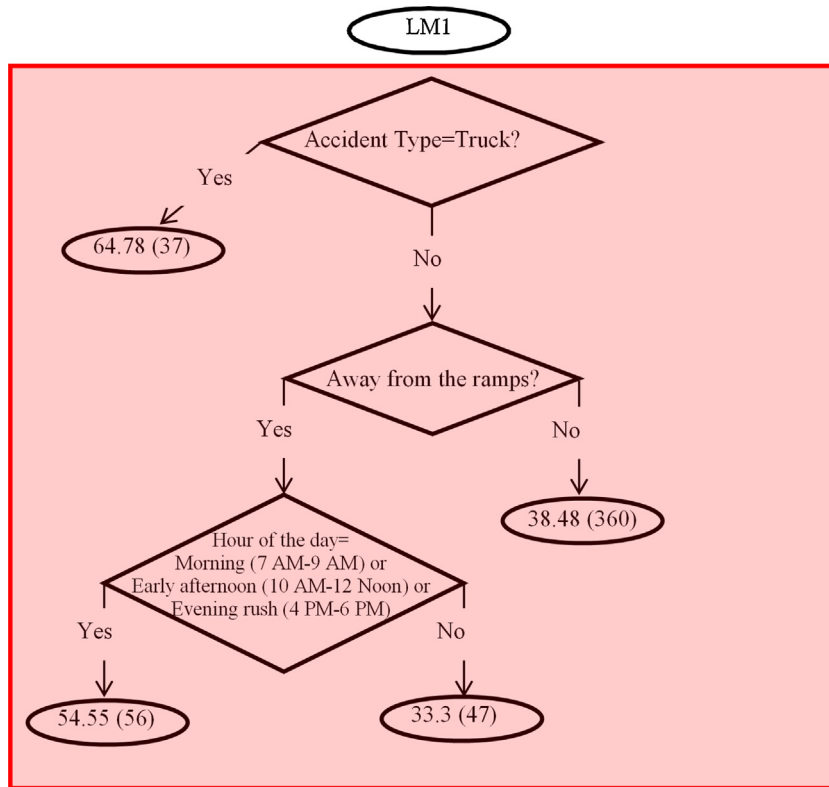 LM1
Accident Type=Truck?
Yes
64.78 (37)
No
Away from the ramps?
Yes
No
38.48 (360)
Hour of the day=
Morning (7 AM-9 AM) or
Early afternoon (10 AM-12 Noon) or
Evening rush (4 PM-6 PM)
Yes
No
54.55 (56)
33.3 (47)